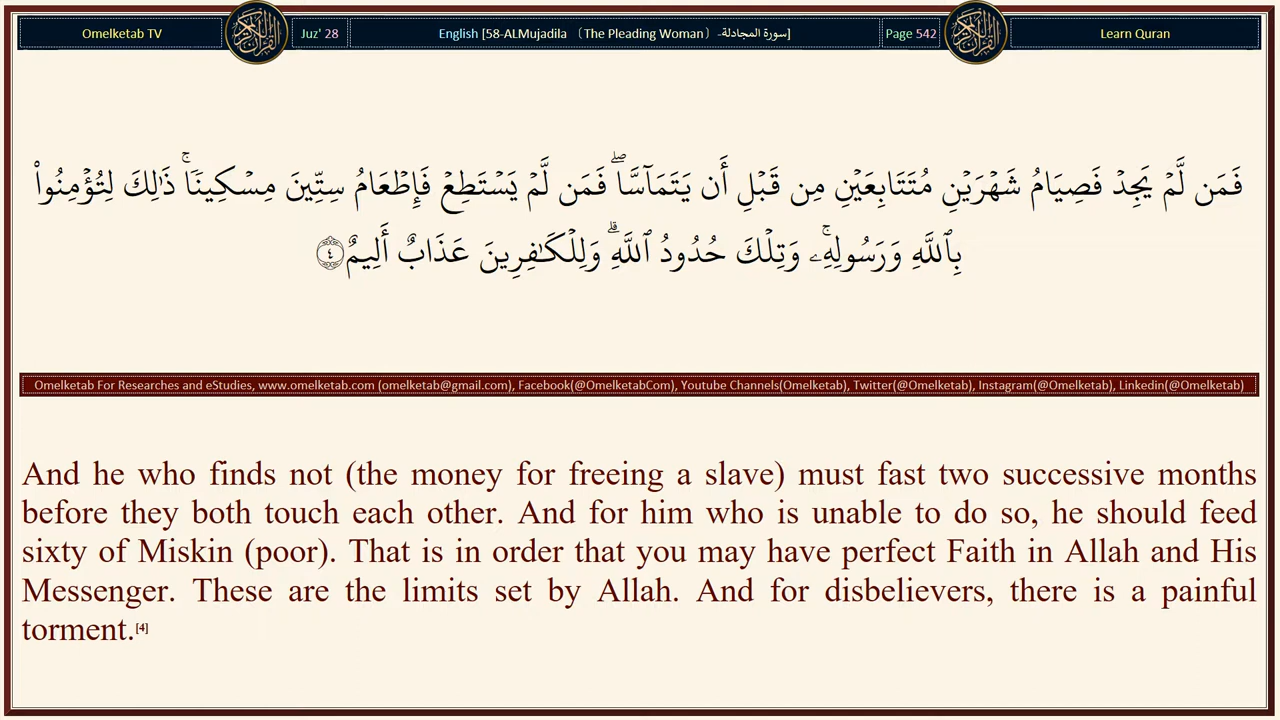 Omelketab TV
Juz' 28
English [58-ALMujadila （The Pleading Woman）-سورة المجادلة]
Page 542
Learn Quran
فَمَن لَّمْ يَجِدْ فَصِيَامُ شَهْرَيْنِ مُتَتَابِعَيْنِ مِن قَبْلِ أَن يَتَمَآسَّا ۖ فَمَن لَّمْ يَسْتَطِعْ فَإِطْعَامُ سِتِّينَ مِسْكِينًا ۚ ذَٰلِكَ لِتُؤْمِنُوا۟
بِٱللَّهِ وَرَسُولِهِۦ ۚ وَتِلْكَ حُدُودُ ٱللَّهِ ۗ وَلِلْكَـٰفِرِينَ عَذَابٌ أَلِيمٌ ٤
Omelketab For Researches and eStudies, www.omelketab.com (omelketab@gmail.com), Facebook(@OmelketabCom), Youtube Channels(Omelketab), Twitter(@Omelketab), Instagram(@Omelketab), Linkedin(@Omelketab)
And he who finds not (the money for freeing a slave) must fast two successive months
before they both touch each other. And for him who is unable to do so, he should feed
sixty of Miskin (poor). That is in order that you may have perfect Faith in Allah and His
Messenger. These are the limits set by Allah. And for disbelievers, there is a painful
torment.[4]